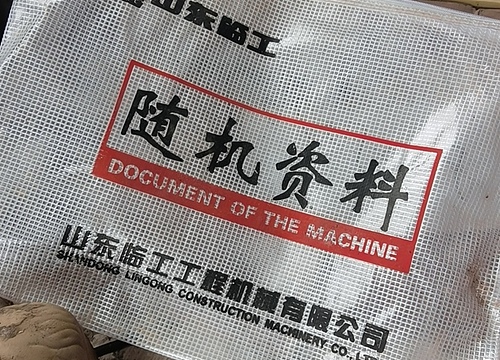 山东临工
随机资料
DOCUMENT OF THE MACHINE
山东临工工程机械有限公司
SHANDONG LINGONG CONSTRUCTION MACHINERY CO.,LTD